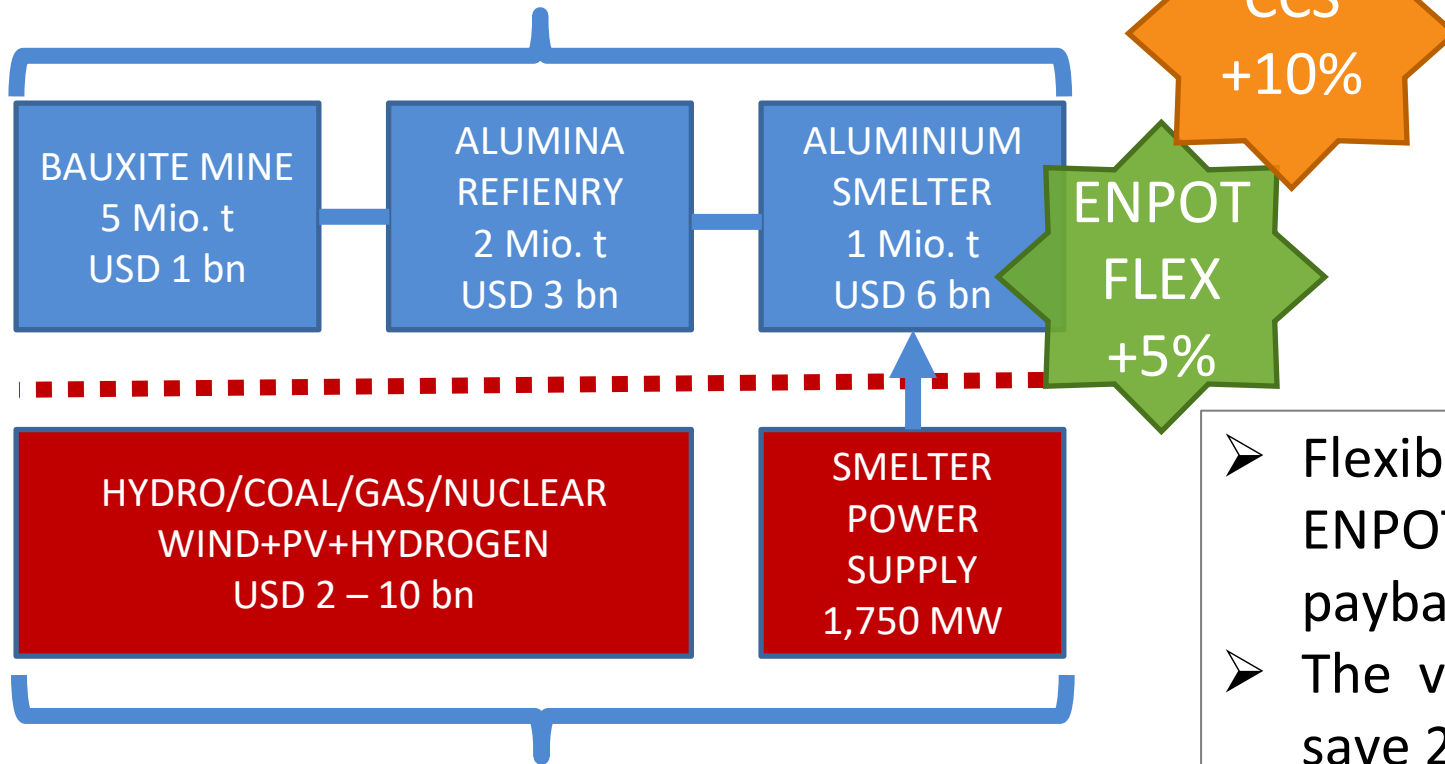 CCS
+10%
BAUXITE MINE
5 Mio. t
USD 1 bn
ALUMINA
REFIENRY
2 Mio. t
USD 3 bn
ALUMINIUM
SMELTER
1 Mio. t
USD 6 bn
ENPOT
FLEX
+5%
HYDRO/COAL/GAS/NUCLEAR
WIND+PV+HYDROGEN
USD 2 – 10 bn
SMELTER
POWER
SUPPLY
1,750 MW
➢ Flexib
ENPOT
payba
➢ The v
save 2